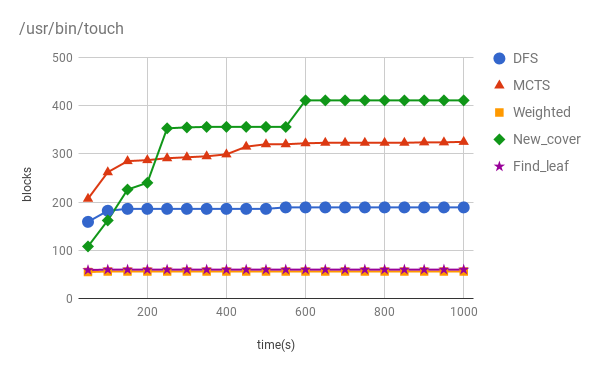 /usr/bin/touch
500
400
300
200
100
0
blocks
200 400 600 800 1000
time(s)
DFS
MCTS
Weighted
New_cover
Find_leaf